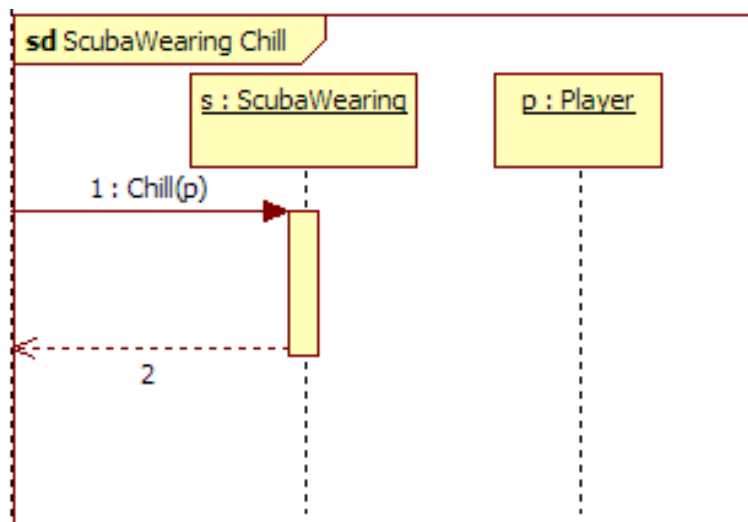 sd ScubaWearing Chill
s : ScubaWearing
p : Player
1 : Chill(p)
2